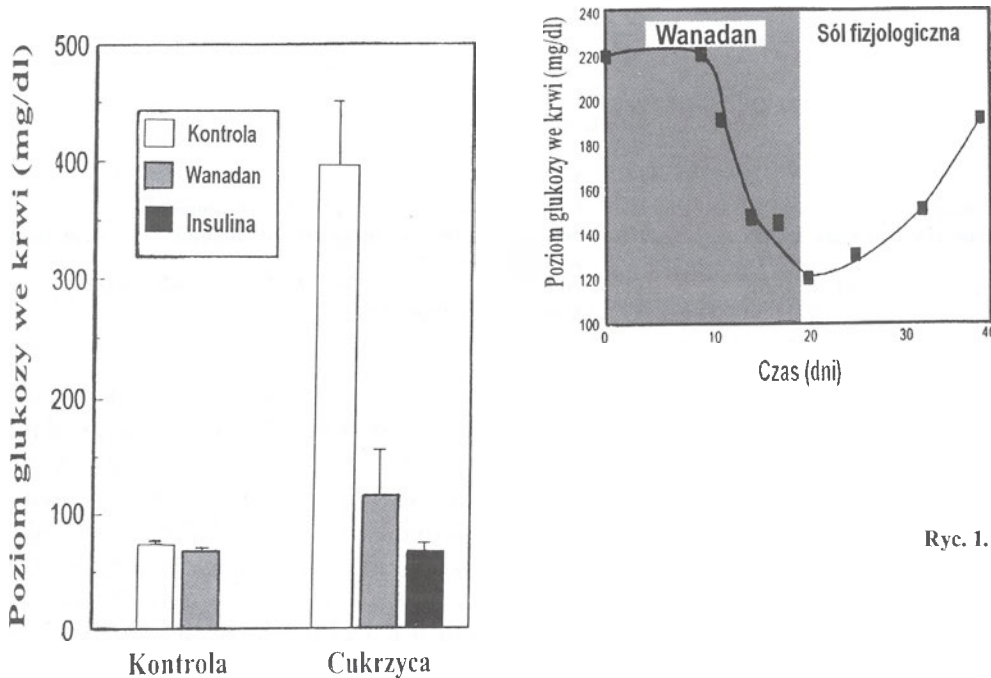 Poziom glukozy we krwi (mg/dl)
500
400
300
200
100
0
Kontrola
Wanadan
Insulina
Kontrola
Cukrzyca
Poziom glukozy we krwi (mg/dl)
240
220
200
180
160
140
120
100
Wanadan
Sól fizjologiczna
0
10
20
30
40
Czas (dni)
Ryc. 1.